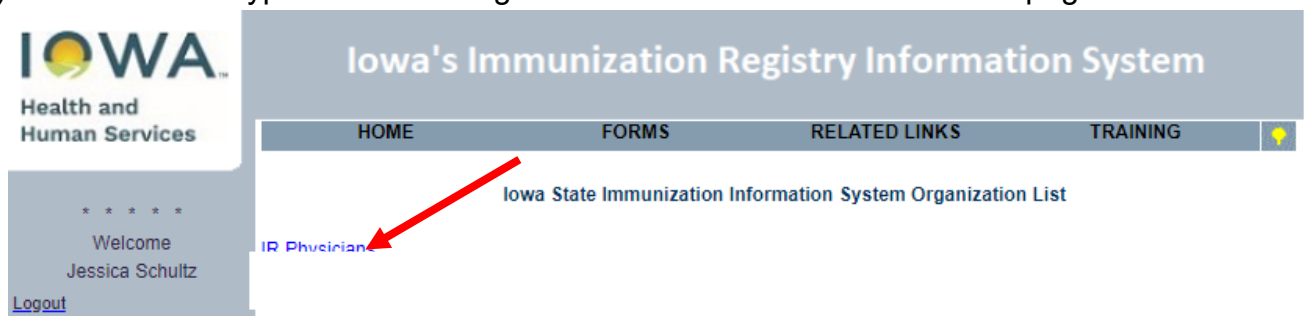 IOWA
Health and
Human Services
Iowa's Immunization Registry Information System
HOME FORMS RELATED LINKS TRAINING
Iowa State Immunization Information System Organization List
* * * * *
Welcome
Jessica Schultz
Logout
IR Physicians